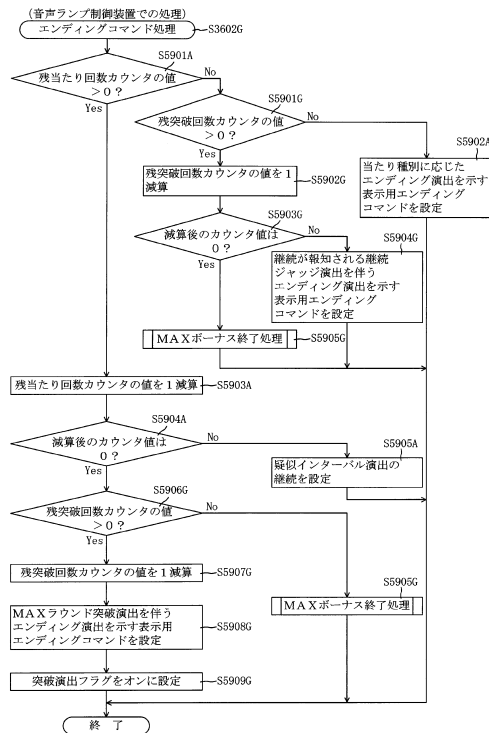 (音声ランプ制御装置での処理)
エンディングコマンド処理
S3602G
S5901A
残当たり回数カウンタの値
>0?
No
Yes
S5901G
残突破回数カウンタの値
>0?
No
Yes
S5902A
当たり種別に応じた
エンディング演出を示す
表示用エンディング
コマンドを設定
残突破回数カウンタの値を1
減算
S5902G
S5903G
減算後のカウンタ値は
0?
No
Yes
S5904G
継続が報知される継続
ジャッジ演出を伴う
エンディング演出を示す
表示用エンディング
コマンドを設定
MAXボーナス終了処理
S5905G
残当たり回数カウンタの値を1減算
S5903A
S5904A
減算後のカウンタ値は
0?
No
Yes
S5905A
疑似インターバル演出の
継続を設定
S5906G
残突破回数カウンタの値
>0?
No
Yes
残突破回数カウンタの値を1減算
S5907G
S5905G
MAXボーナス終了処理
MAXラウンド突破演出を伴う
エンディング演出を示す表示用
エンディングコマンドを設定
S5908G
突破演出フラグをオンに設定
S5909G
終 了